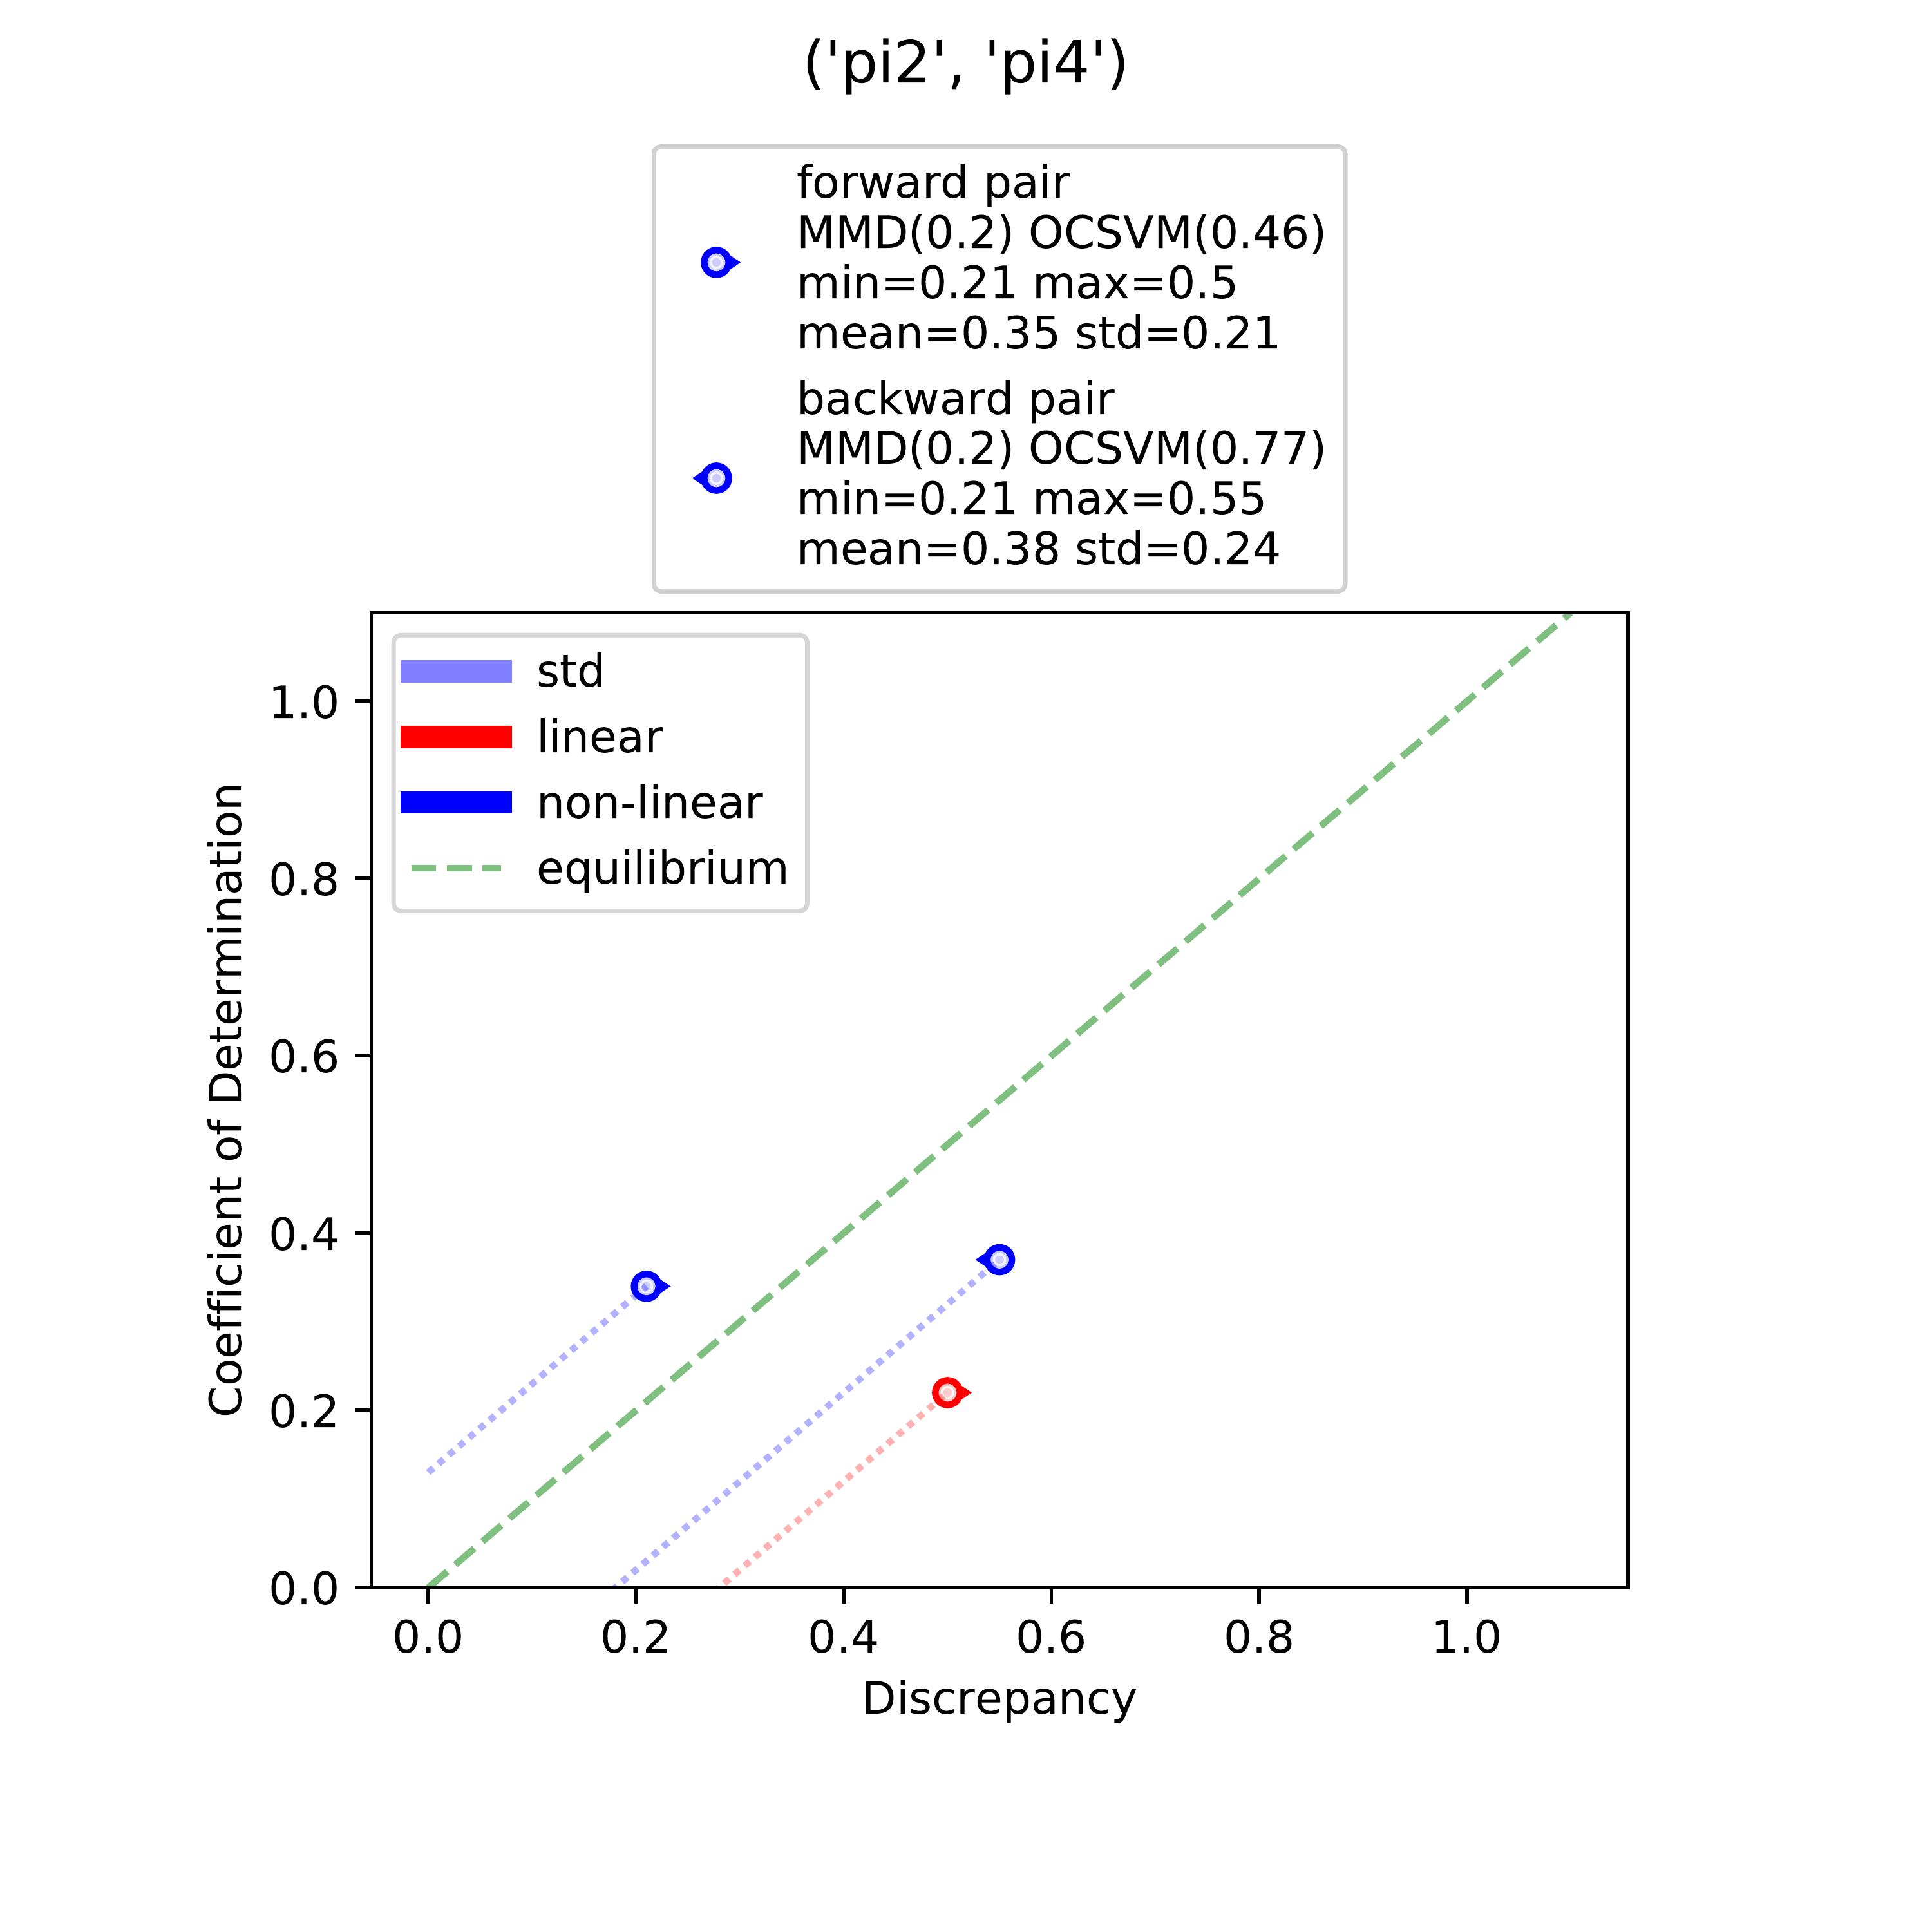 ('pi2', 'pi4')
forward pair
MMD(0.2) OCSVM(0.46)
min=0.21 max=0.5
mean=0.35 std=0.21
backward pair
MMD(0.2) OCSVM(0.77)
min=0.21 max=0.55
mean=0.38 std=0.24
std
linear
non-linear
equilibrium
Coefficient of Determination
1.0
0.8
0.6
0.4
0.2
0.0
0.0 0.2 0.4 0.6 0.8 1.0
Discrepancy